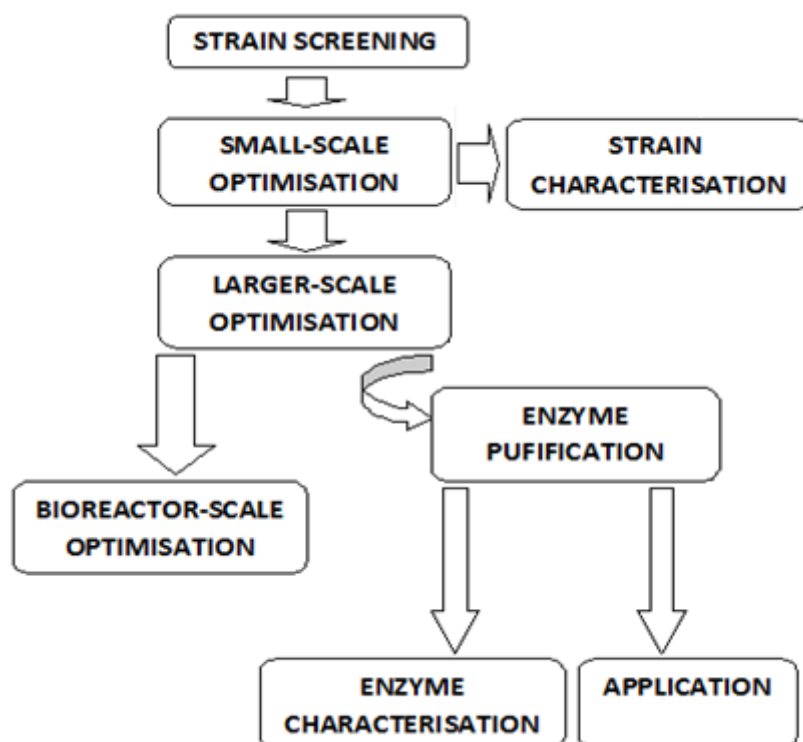 STRAIN SCREENING
SMALL-SCALE
OPTIMISATION
STRAIN
CHARACTERISATION
LARGER-SCALE
OPTIMISATION
ENZYME
PUFIFICATION
BIOREACTOR-SCALE
OPTIMISATION
ENZYME
CHARACTERISATION
APPLICATION